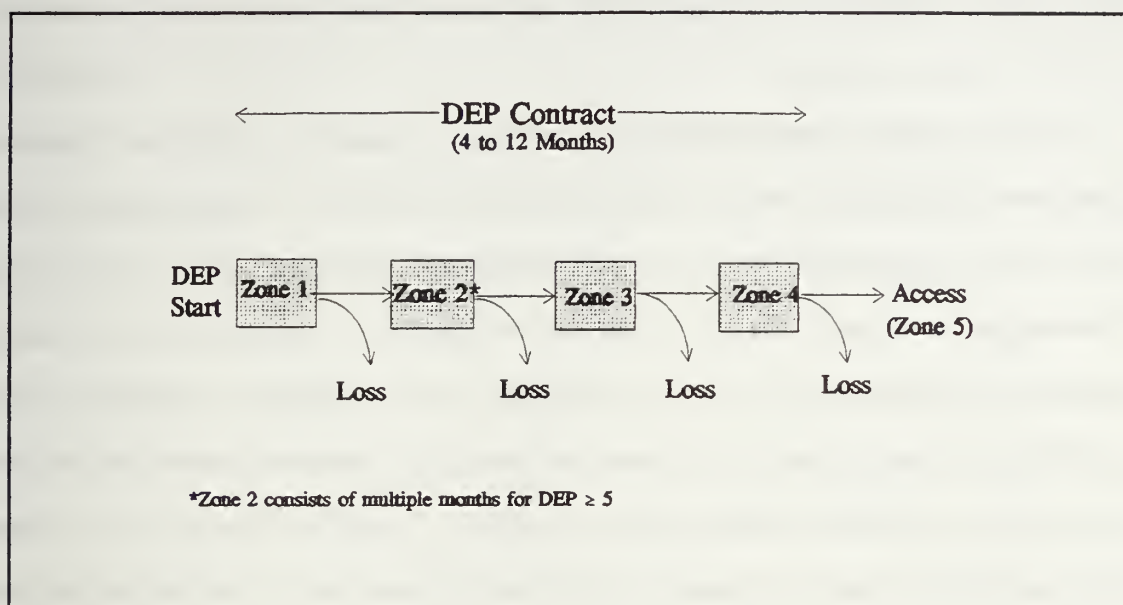 DEP Contract
(4 to 12 Months)
DEP
Start
Zone 1
Zone 2*
Zone 3
Zone 4
Access
(Zone 5)
Loss
Loss
Loss
Loss
*Zone 2 consists of multiple months for DEP ≥ 5